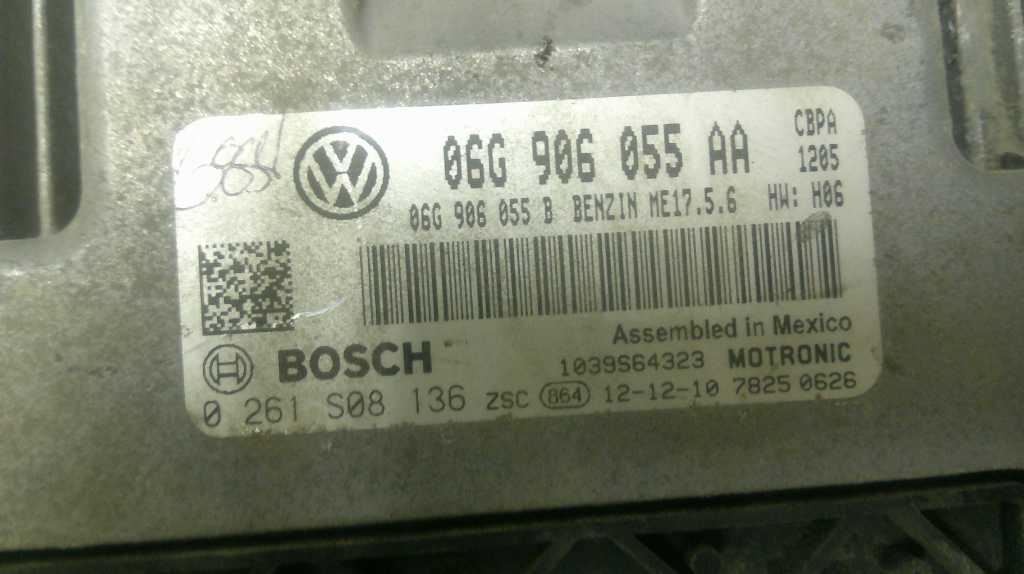 06G 906 055 AA CBPA
1205
06G 906 055 B BENZIN ME17.5.6 HW: H06
Assembled in Mexico
BOSCH 1039S64323 MOTRONIC
0 261 S08 136 ZSC 864 12-12-10 7825 0626